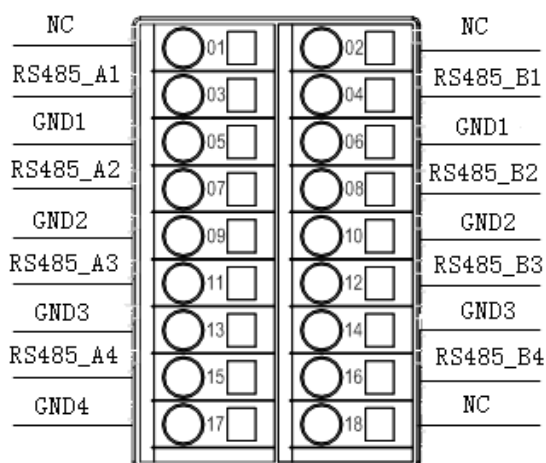 NC 01 02 NC
RS485_A1 03 04 RS485_B1
GND1 05 06 GND1
RS485_A2 07 08 RS485_B2
GND2 09 10 GND2
RS485_A3 11 12 RS485_B3
GND3 13 14 GND3
RS485_A4 15 16 RS485_B4
GND4 17 18 NC